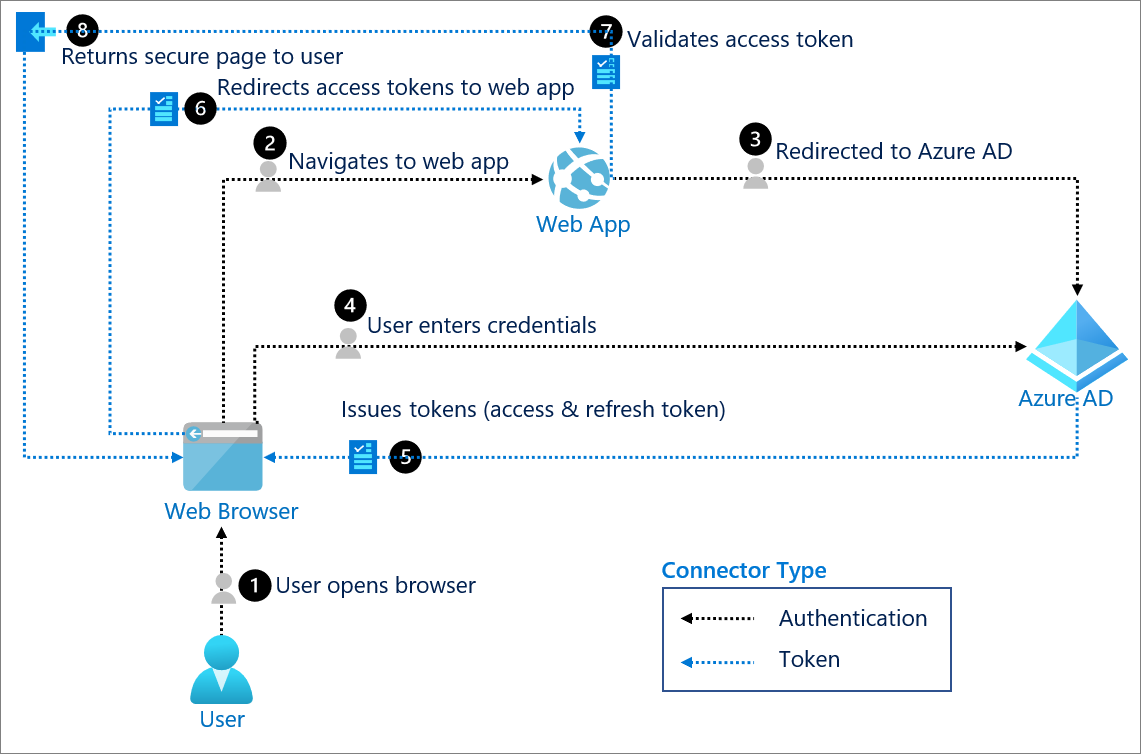 8
Returns secure page to user
7
Validates access token
6
Redirects access tokens to web app
2
Navigates to web app
3
Redirected to Azure AD
Web App
4
User enters credentials
Azure AD
Issues tokens (access & refresh token)
5
Web Browser
1
User opens browser
User
Connector Type
Authentication
Token